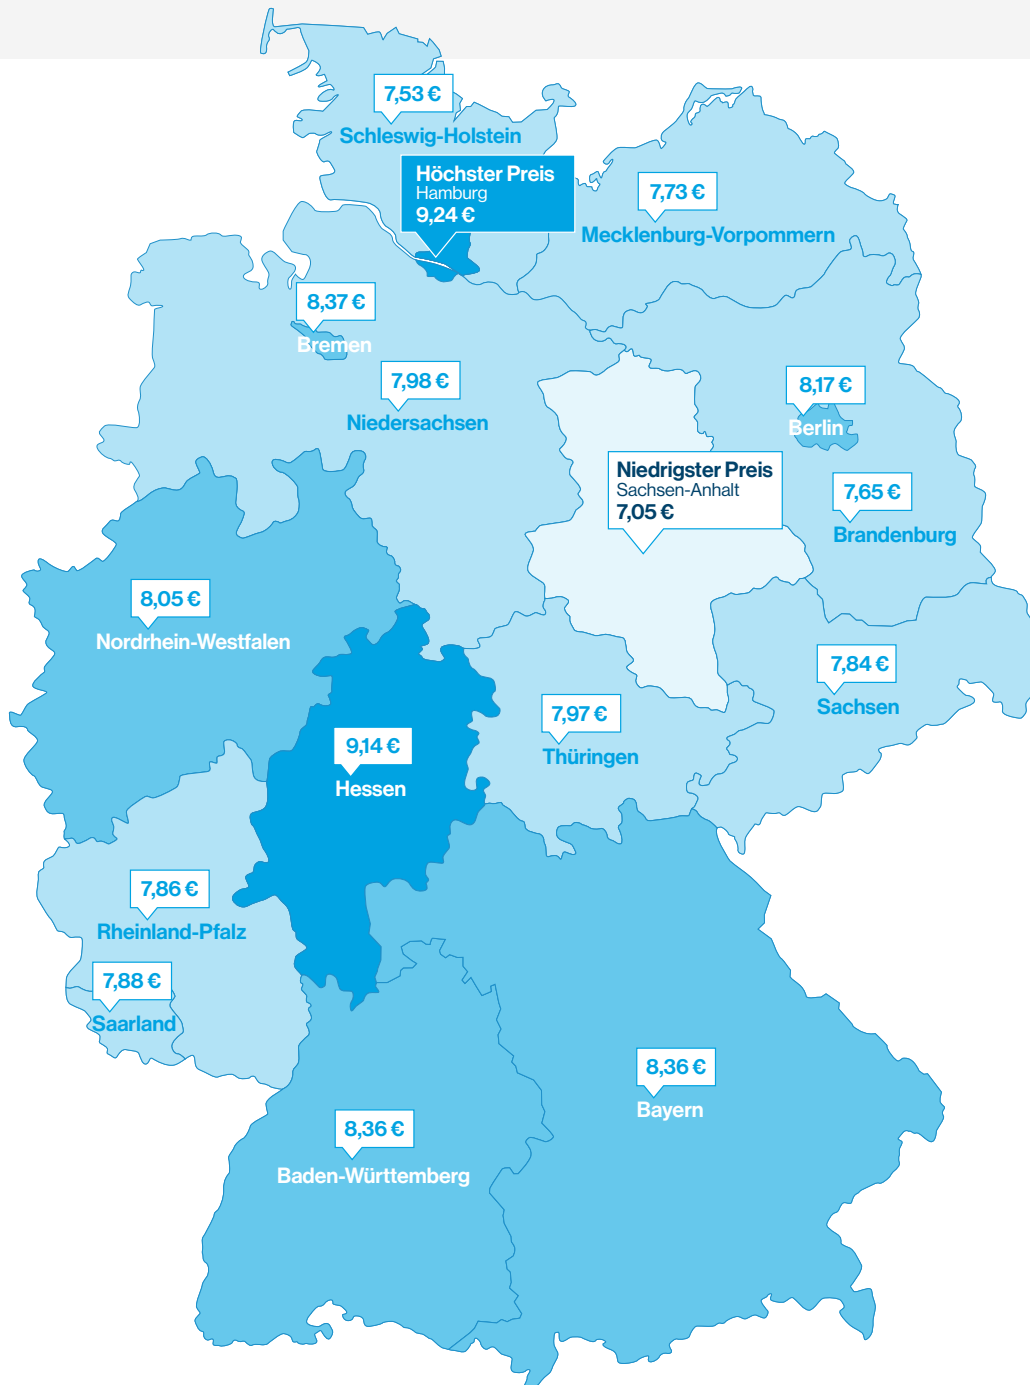 7,53 €
Schleswig-Holstein
Höchster Preis
Hamburg
9,24 €
7,73 €
Mecklenburg-Vorpommern
8,37 €
Bremen
7,98 €
Niedersachsen
8,17 €
Berlin
Niedrigster Preis
Sachsen-Anhalt
7,05 €
7,65 €
Brandenburg
8,05 €
Nordrhein-Westfalen
7,84 €
Sachsen
7,97 €
Thüringen
9,14 €
Hessen
7,86 €
Rheinland-Pfalz
7,88 €
Saarland
8,36 €
Bayern
8,36 €
Baden-Württemberg